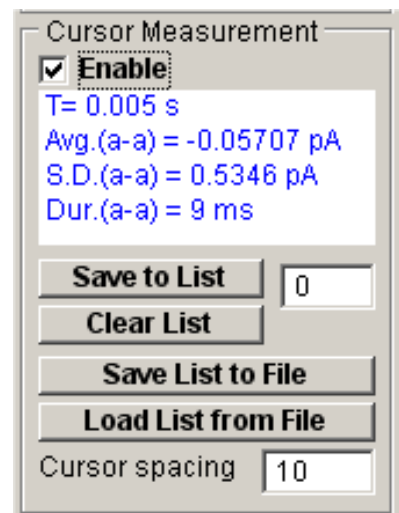 Cursor Measurement
Enable
T= 0.005 s
Avg.(a-a) = -0.05707 pA
S.D.(a-a) = 0.5346 pA
Dur.(a-a) = 9 ms
Save to List 0
Clear List
Save List to File
Load List from File
Cursor spacing 10